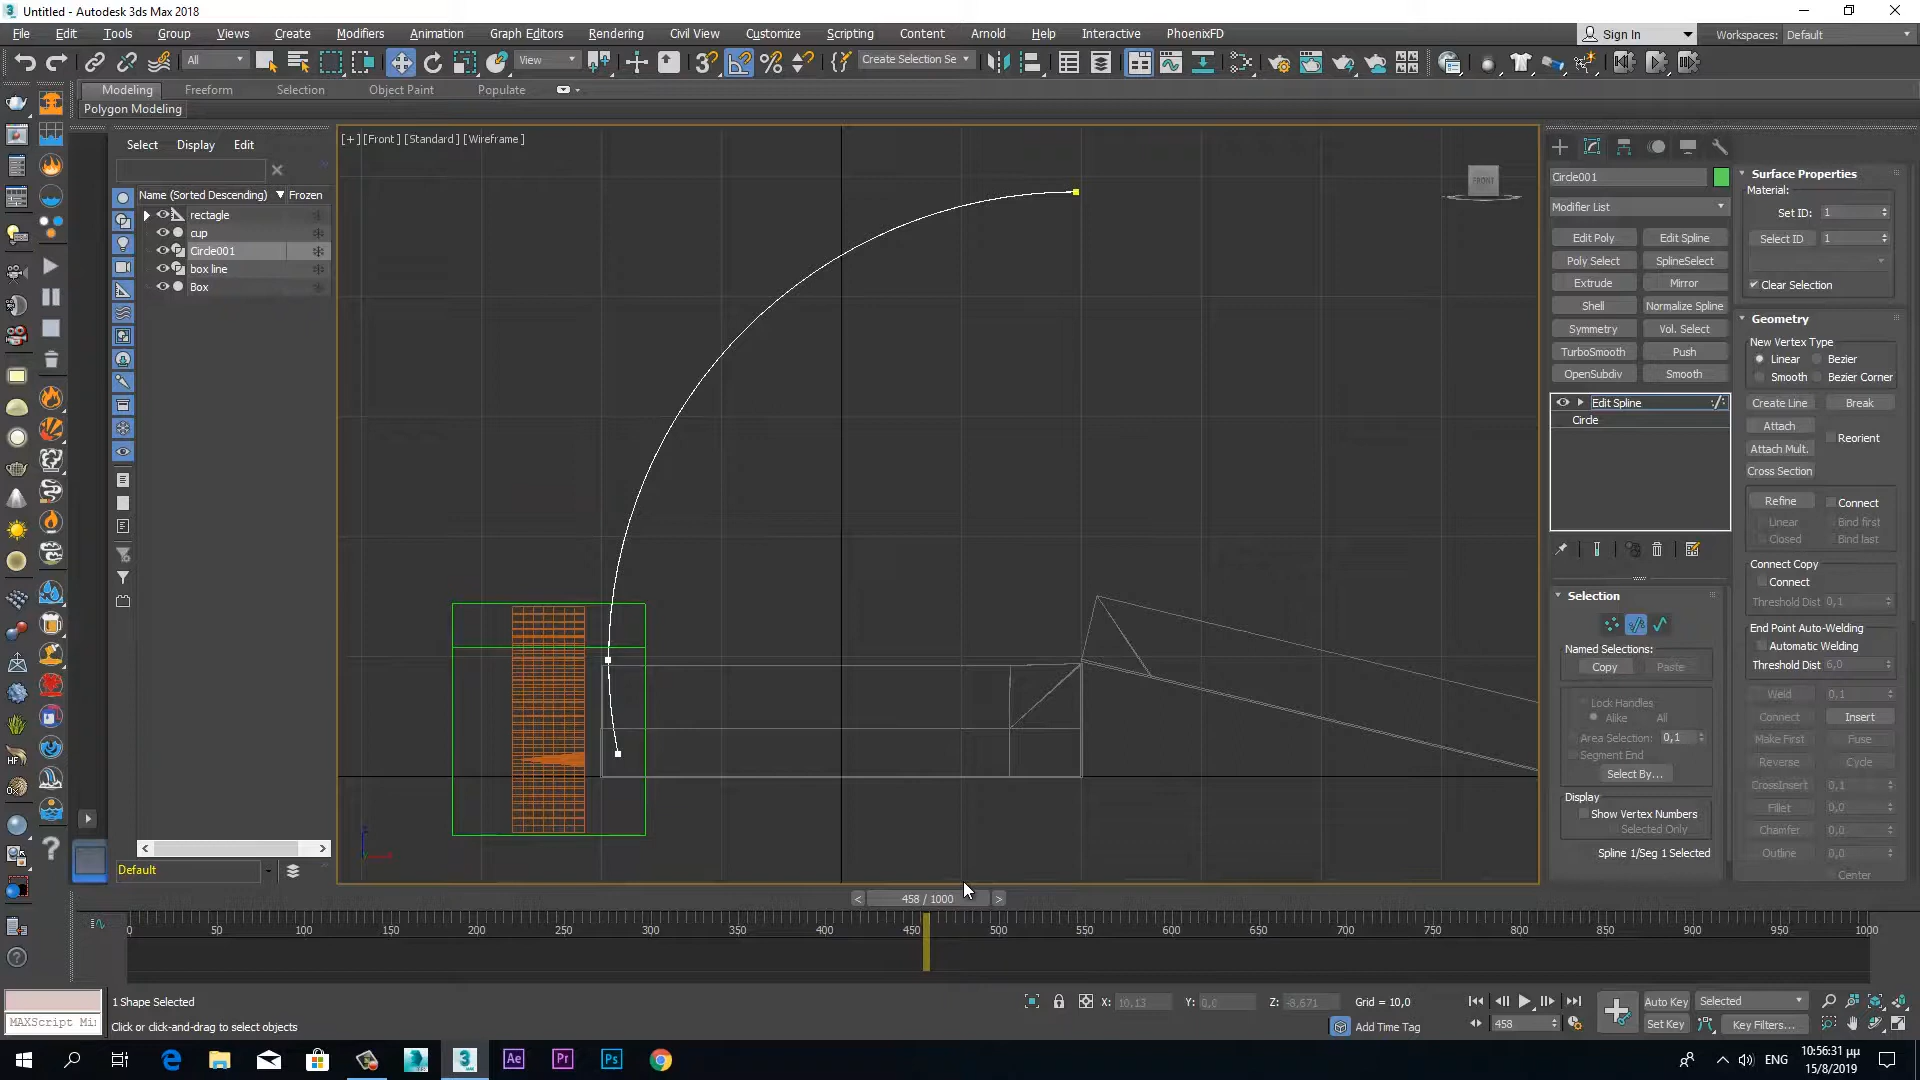 Untitled - Autodesk 3ds Max 2018
File Edit Tools Group Views Create Modifiers Animation Graph Editors Rendering Civil View Customize Scripting Content Arnold Help Interactive PhoenixFD
Sign In
Workspaces: Default
All
View
Create Selection Se
Modeling Freeform Selection Object Paint Populate
Polygon Modeling
Select Display Edit
Name (Sorted Descending) Frozen
rectagle
cup
Circle001
box line
Box
Default
[+] [Front] [Standard] [Wireframe]
FRONT
Circle001
Modifier List
Edit Poly Edit Spline
Poly Select SplineSelect
Extrude Mirror
Shell Normalize Spline
Symmetry Vol. Select
TurboSmooth Push
OpenSubdiv Smooth
Edit Spline
Circle
Selection
Named Selections:
Copy Paste
Lock Handles
Alike All
Area Selection: 0,1
Segment End
Select By...
Display
Show Vertex Numbers
Selected Only
Spline 1/Seg 1 Selected
Surface Properties
Material:
Set ID: 1
Select ID 1
Clear Selection
Geometry
New Vertex Type
Linear Bezier
Smooth Bezier Corner
Create Line Break
Attach
Reorient
Attach Mult.
Cross Section
Refine Connect
Linear Bind first
Closed Bind last
Connect Copy
Connect
Threshold Dist 0,1
End Point Auto-Welding
Automatic Welding
Threshold Dist 6,0
Weld 0,1
Connect Insert
Make First Fuse
Reverse Cycle
CrossInsert 0,1
Fillet 0,0
Chamfer 0,0
Outline 0,0
Center
458 / 1000
0 50 100 150 200 250 300 350 400 450 500 550 600 650 700 750 800 850 900 950 1000
1 Shape Selected
MAXScript Mi
Click or click-and-drag to select objects
X: 10,13 Y: 0,0 Z: -8,671 Grid = 10,0
Add Time Tag
458
Auto Key Selected
Set Key Key Filters...
ENG
10:56:31 μμ
15/8/2019